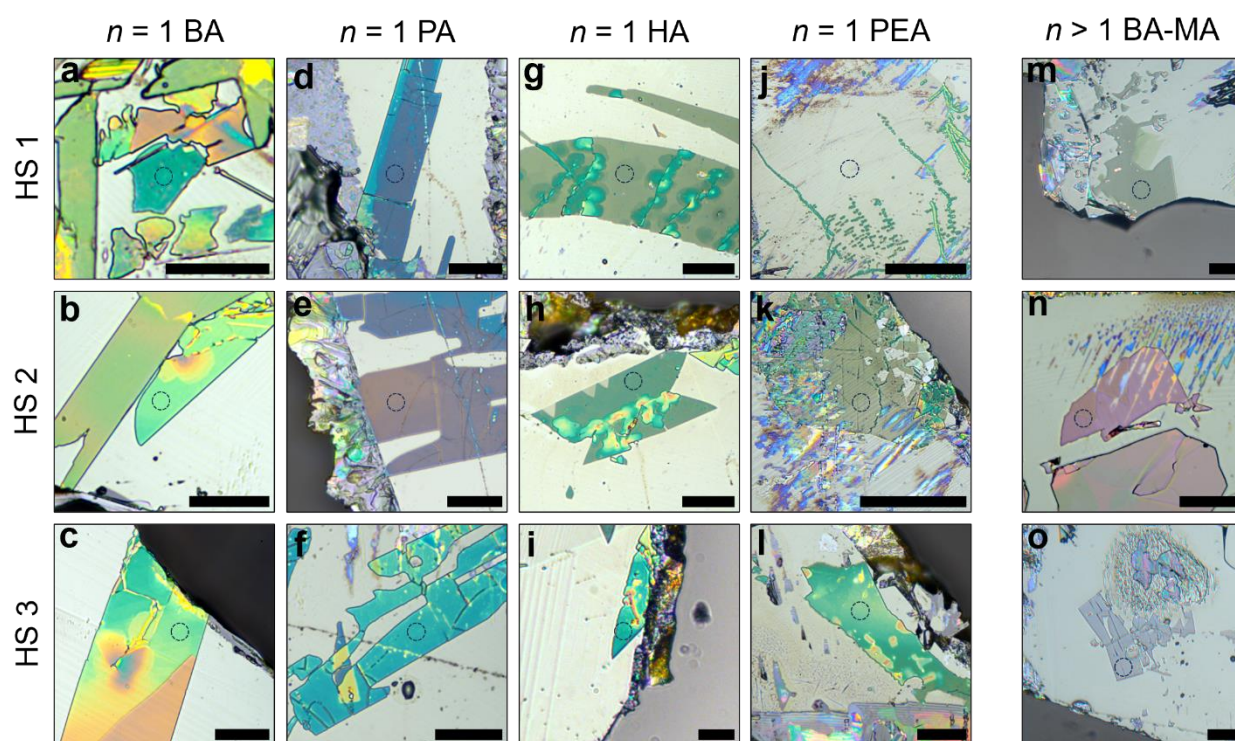 n = 1 BA
n = 1 PA
n = 1 HA
n = 1 PEA
n > 1 BA-MA
HS 1
a
d
g
j
m
HS 2
b
e
h
k
n
HS 3
c
f
i
l
o